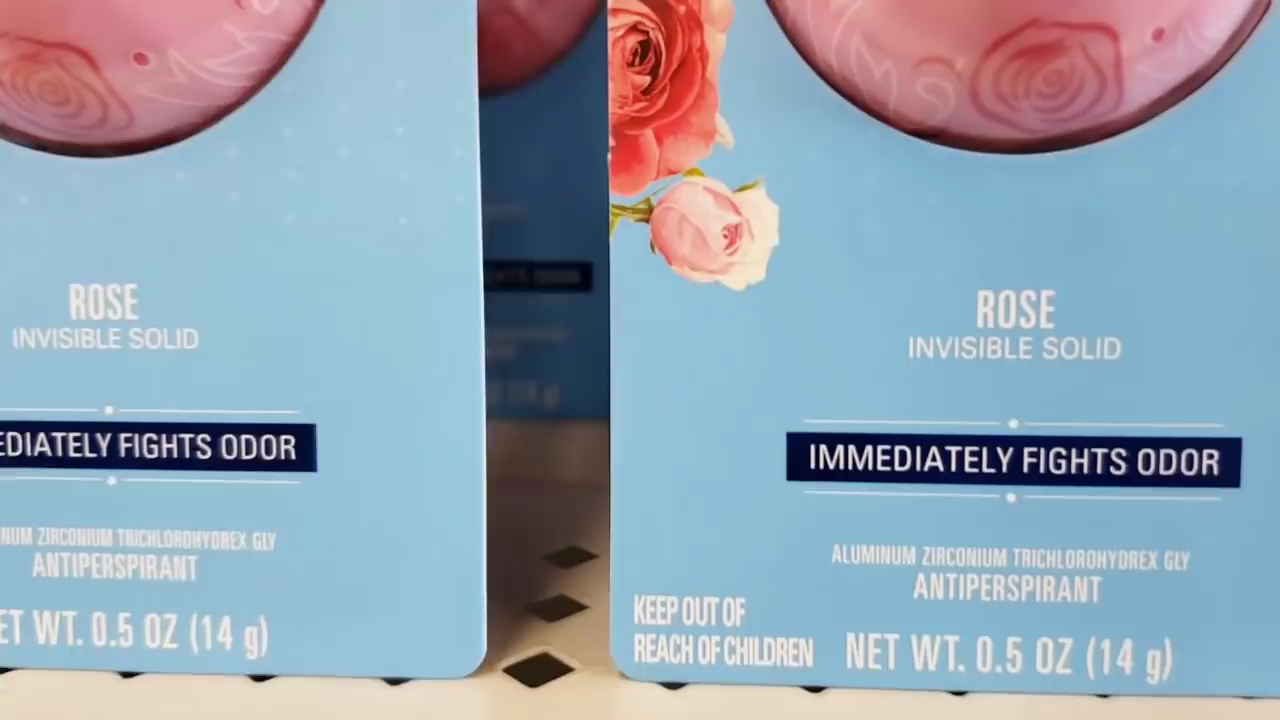 ROSE
INVISIBLE SOLID
EDIATELY FIGHTS ODOR
NUM ZIRCONIUM TRICHLOROHYDREX GLY
ANTIPERSPIRANT
ET WT. 0.5 OZ (14 g)
ROSE
INVISIBLE SOLID
IMMEDIATELY FIGHTS ODOR
ALUMINUM ZIRCONIUM TRICHLOROHYDREX GLY
ANTIPERSPIRANT
KEEP OUT OF
REACH OF CHILDREN
NET WT. 0.5 OZ (14 g)